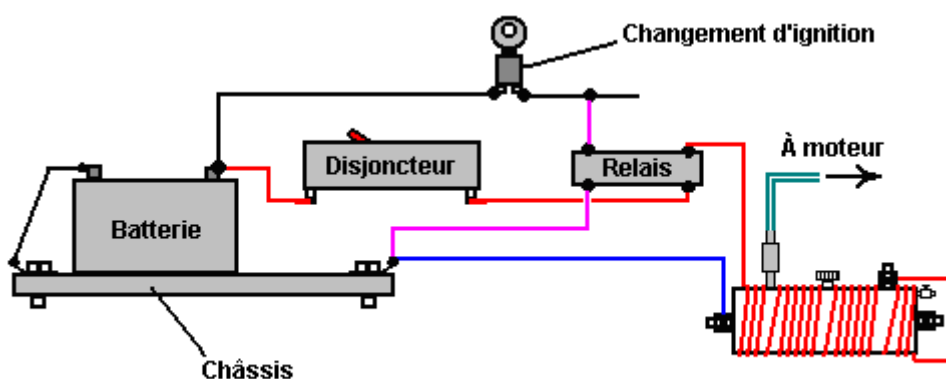 Changement d'ignition
Disjoncteur
Relais
À moteur
Batterie
Châssis